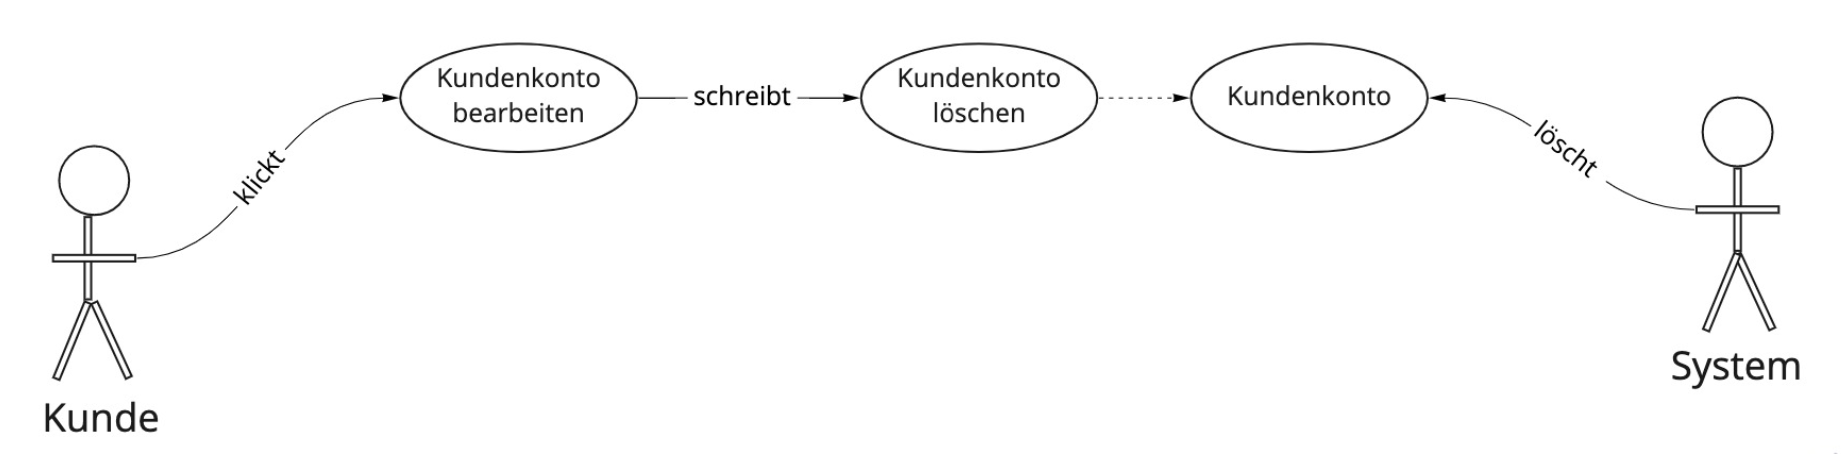 Kundenkonto
bearbeiten
schreibt
Kundenkonto
löschen
Kundenkonto
klickt
löscht
Kunde
System